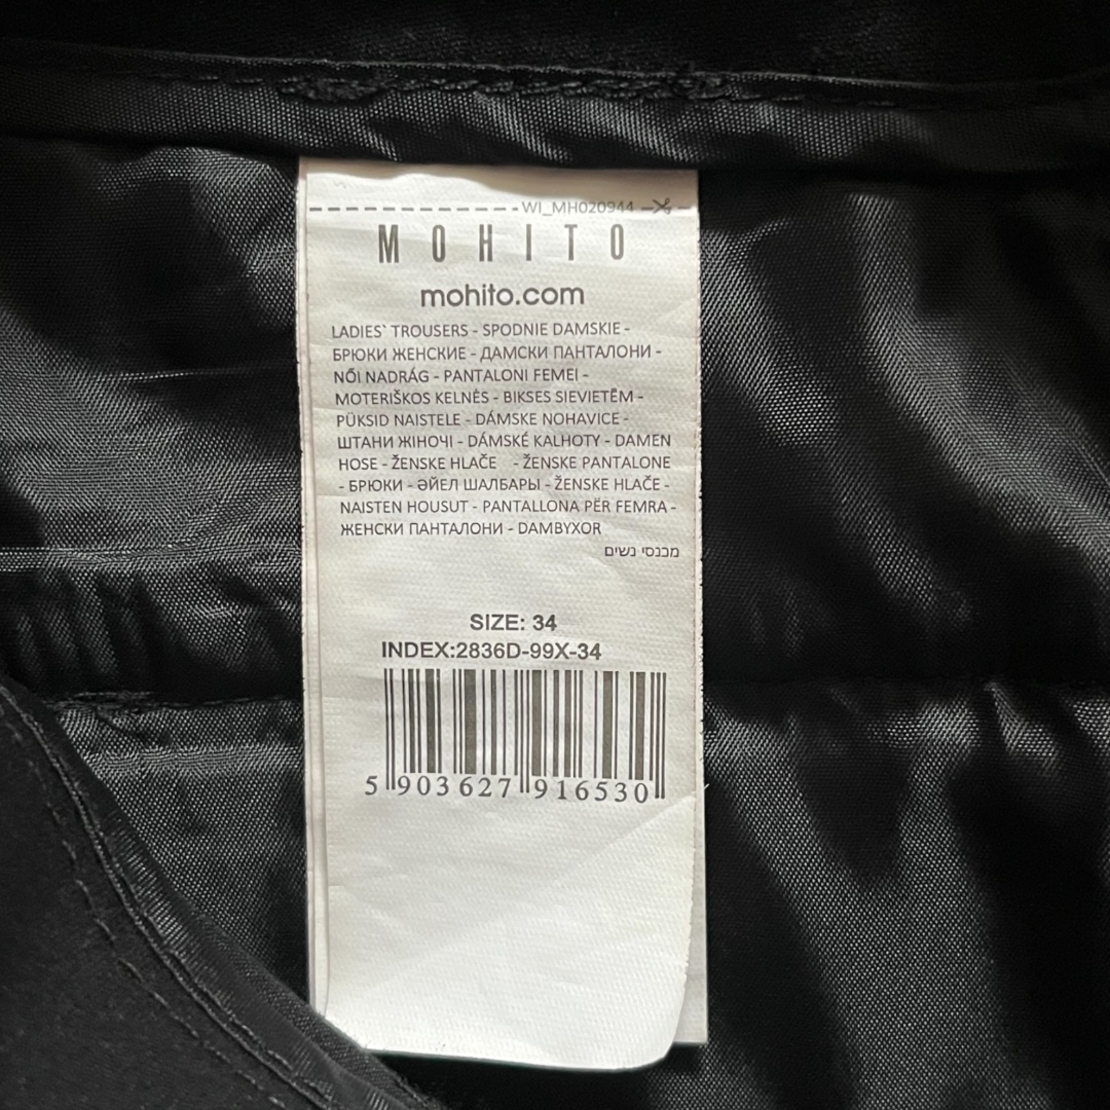 WI_MH020944
MOHITO
mohito.com
LADIES` TROUSERS - SPODNIE DAMSKIE -
БРЮКИ ЖЕНСКИЕ - ДАМСКИ ПАНТАЛОНИ -
NŐI NADRÁG - PANTALONI FEMEI -
MOTERIŠKOS KELNĖS - BIKSES SIEVIETĒM -
PÜKSID NAISTELE - DÁMSKE NOHAVICE -
ШТАНИ ЖІНОЧІ - DÁMSKÉ KALHOTY - DAMEN
HOSE - ŽENSKE HLAČE - ŽENSKE PANTALONE
- БРЮКИ - ӘЙЕЛ ШАЛБАРЫ - ŽENSKE HLAČE -
NAISTEN HOUSUT - PANTALLONA PËR FEMRA -
ЖЕНСКИ ПАНТАЛОНИ - DAMBYXOR
מכנסי נשים
SIZE: 34
INDEX:2836D-99X-34
5 903627 916530